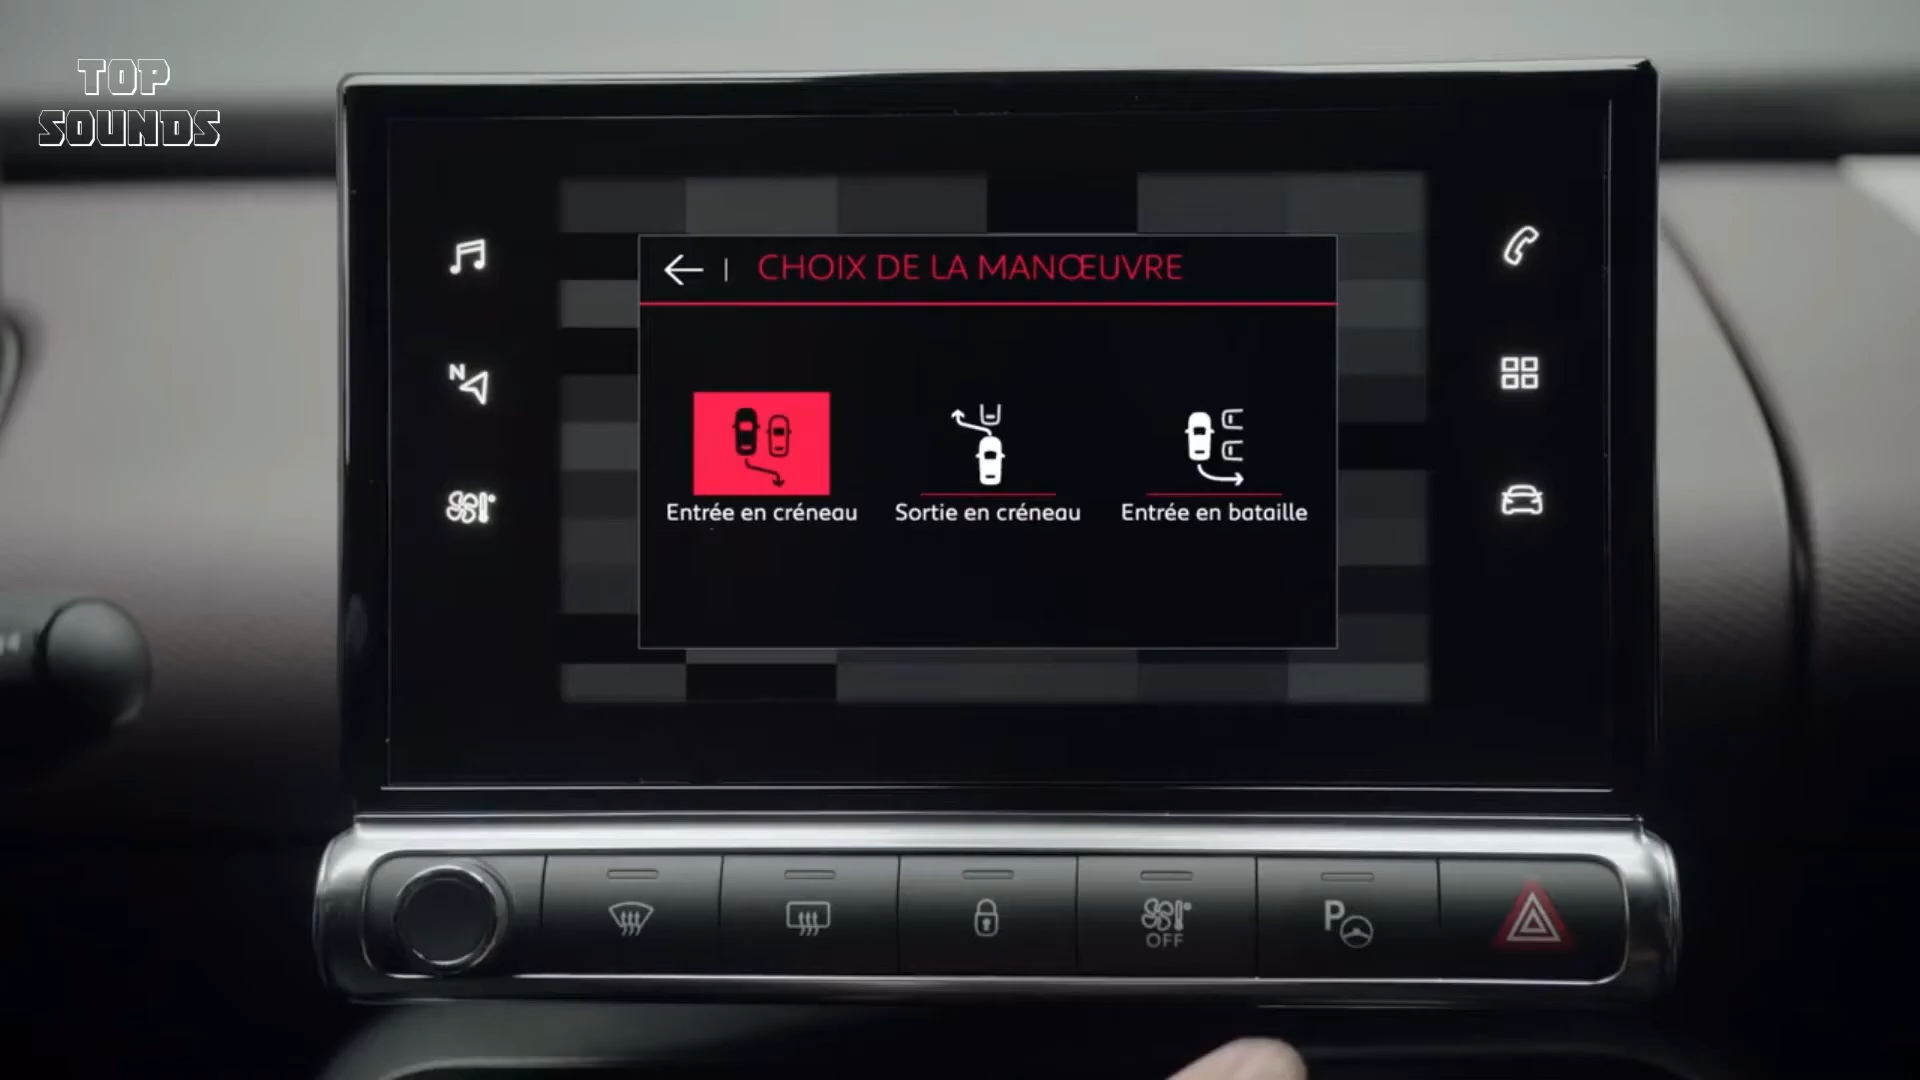 TOP
SOUNDS
CHOIX DE LA MANŒUVRE
N
Entrée en créneau
Sortie en créneau
Entrée en bataille
OFF
P